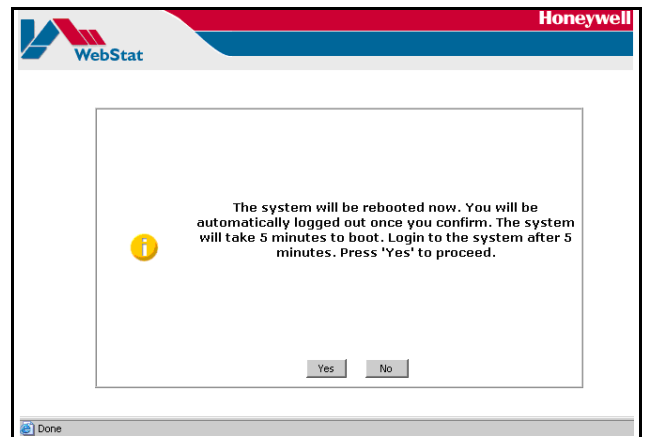 Honeywell
WebStat
The system will be rebooted now. You will be
automatically logged out once you confirm. The system
will take 5 minutes to boot. Login to the system after 5
minutes. Press 'Yes' to proceed.
Yes No
Done